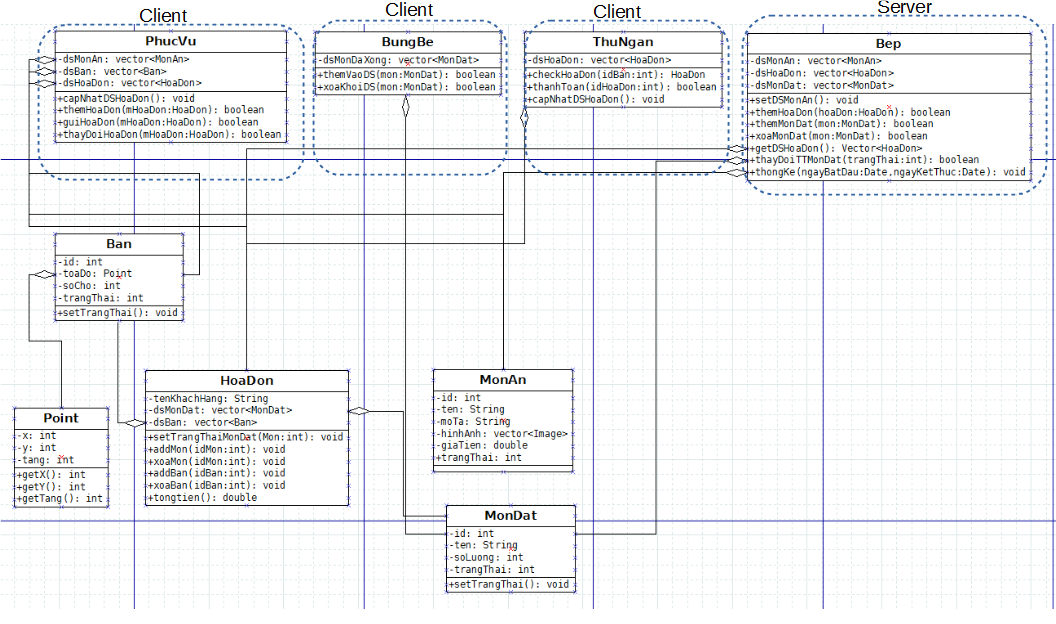 Client
PhucVu
-dsMonAn: vector<MonAn>
-dsBan: vector<Ban>
-dsHoaDon: vector<HoaDon>
+capNhatDSHoaDon(): void
+themHoaDon(mHoaDon:HoaDon): boolean
+guiHoaDon(mHoaDon:HoaDon): boolean
+thayDoiHoaDon(mHoaDon:HoaDon): boolean
Client
BungBe
-dsMonDaXong: vector<MonDat>
+themVaoDS(mon:MonDat): boolean
+xoaKhoiDS(mon:MonDat): boolean
Client
ThuNgan
-dsHoaDon: vector<HoaDon>
+checkHoaDon(idBan:int): HoaDon
+thanhToan(idHoaDon:int): boolean
+capNhatDSHoaDon(): void
Server
Bep
-dsMonAn: vector<MonAn>
-dsHoaDon: vector<HoaDon>
-dsMonDat: vector<MonDat>
+setDSMonAn(): void
+themHoaDon(hoaDon:HoaDon): boolean
+themMonDat(mon:MonDat): boolean
+xoaMonDat(mon:MonDat): boolean
+getDSHoaDon(): Vector<HoaDon>
+thayDoiTTMonDat(trangThai:int): boolean
+thongKe(ngayBatDau:Date,ngayKetThuc:Date): void
Ban
-id: int
-toaDo: Point
-soCho: int
-trangThai: int
+setTrangThai(): void
Point
-x: int
-y: int
-tang: int
+getX(): int
+getY(): int
+getTang(): int
HoaDon
-tenKhachHang: String
-dsMonDat: vector<MonDat>
-dsBan: vector<Ban>
+setTrangThaiMonDat(Mon:int): void
+addMon(idMon:int): void
+xoaMon(idMon:int): void
+addBan(idBan:int): void
+xoaBan(idBan:int): void
+tongtien(): double
MonAn
-id: int
-ten: String
-moTa: String
-hinhAnh: vector<Image>
-giaTien: double
+trangThai: int
MonDat
-id: int
-ten: String
-soLuong: int
-trangThai: int
+setTrangThai(): void